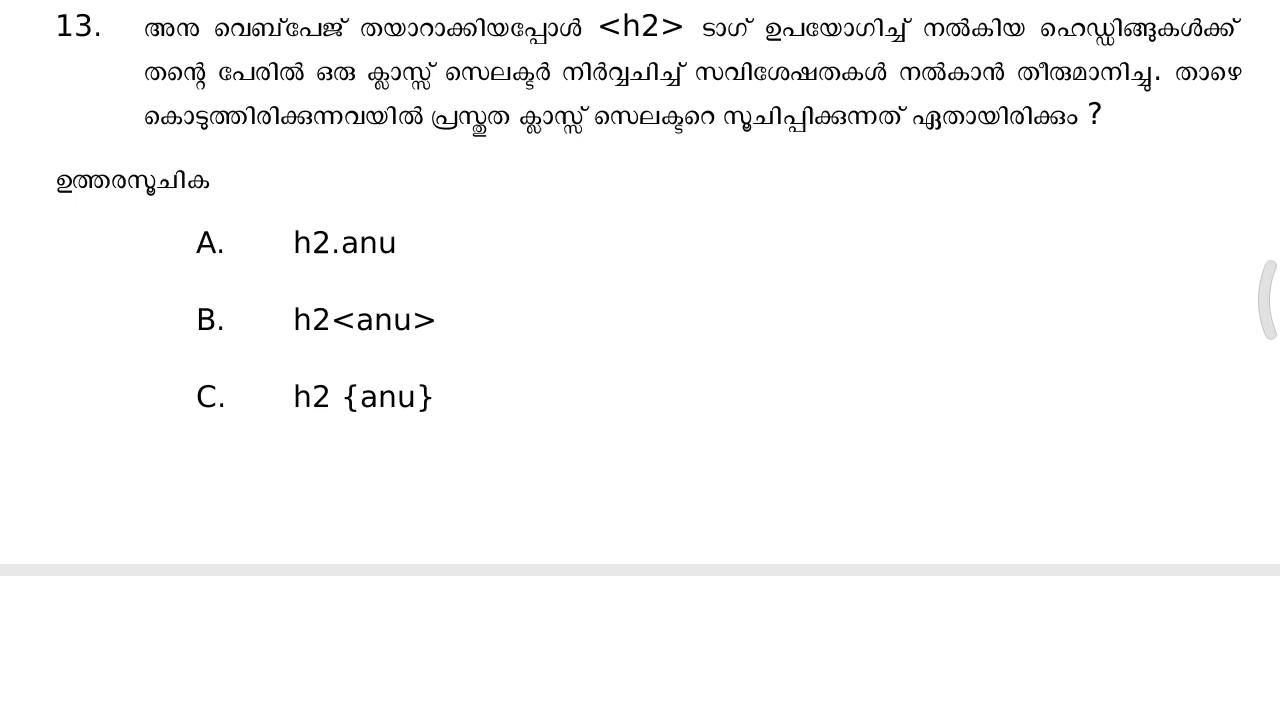 13. അനു വെബ്പേജ് തയാറാക്കിയപ്പോൾ <h2> ടാഗ് ഉപയോഗിച്ച് നൽകിയ ഹെഡ്ഡിങ്ങുകൾക്ക്
തന്റെ പേരിൽ ഒരു ക്ലാസ്സ് സെലക്ടർ നിർവ്വചിച്ച് സവിശേഷതകൾ നൽകാൻ തീരുമാനിച്ചു. താഴെ
കൊടുത്തിരിക്കുന്നവയിൽ പ്രസ്തുത ക്ലാസ്സ് സെലക്ടറെ സൂചിപ്പിക്കുന്നത് ഏതായിരിക്കും ?
ഉത്തരസൂചിക
A. h2.anu
B. h2<anu>
C. h2 {anu}